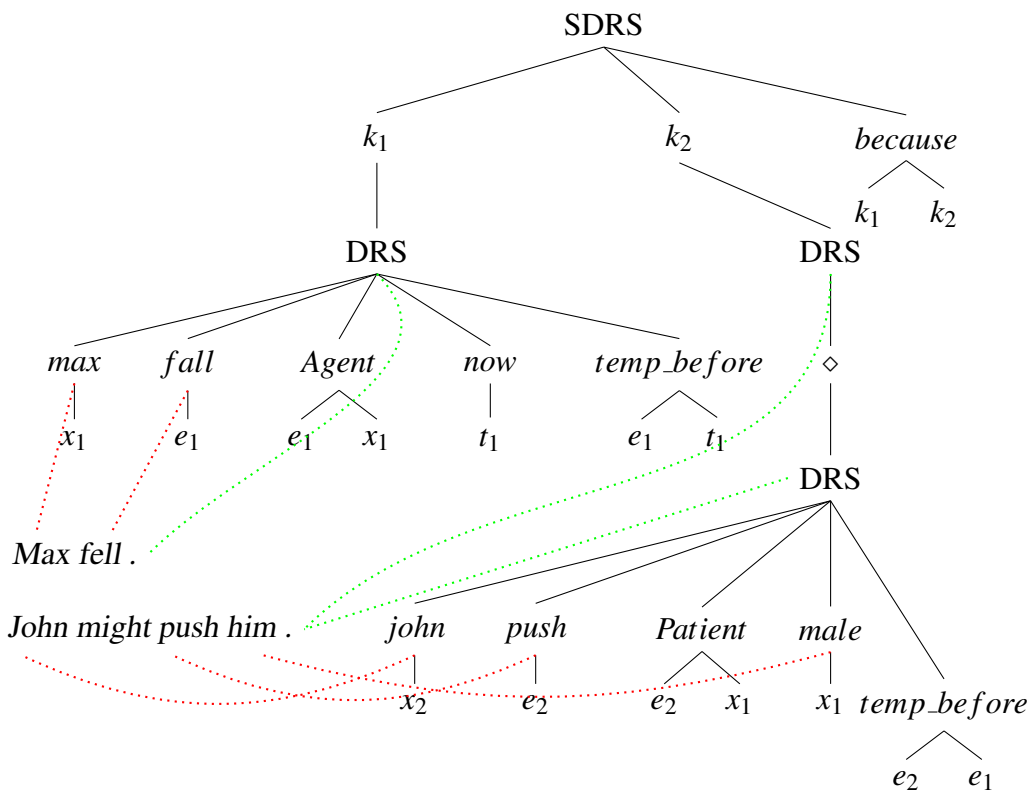 SDRS
k1 k2 because
k1 k2
DRS DRS
max fall Agent now temp_before ◇
x1 e1 e1 x1 t1 e1 t1
DRS
Max fell .
John might push him . john push Patient male
x2 e2 e2 x1 x1 temp_before
e2 e1